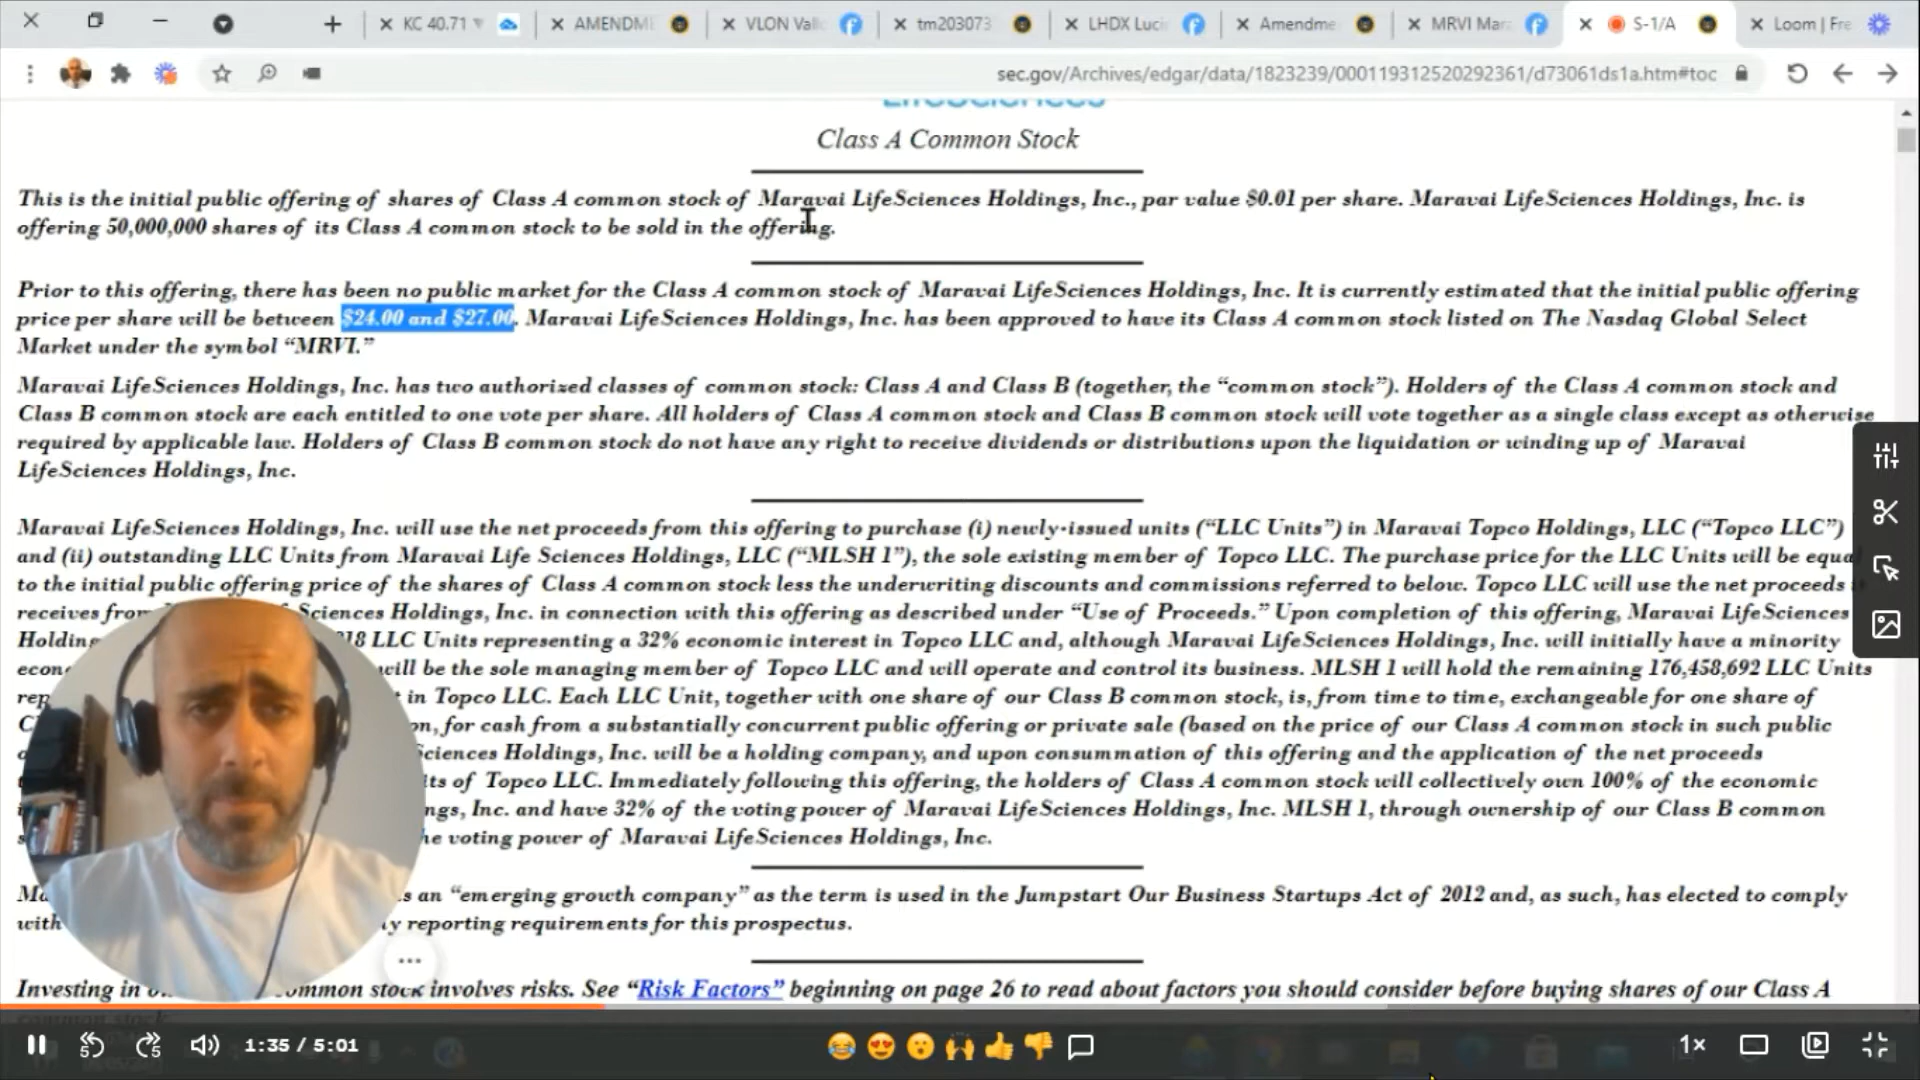 KC 40.71
AMENDME
VLON Vali
tm203073
LHDX Luci
Amendme
MRVI Mar
S-1/A
Loom | Fre
sec.gov/Archives/edgar/data/1823239/000119312520292361/d73061ds1a.htm#toc
LifeSciences
Class A Common Stock
This is the initial public offering of shares of Class A common stock of Maravai LifeSciences Holdings, Inc., par value $0.01 per share. Maravai LifeSciences Holdings, Inc. is
offering 50,000,000 shares of its Class A common stock to be sold in the offering.
Prior to this offering, there has been no public market for the Class A common stock of Maravai LifeSciences Holdings, Inc. It is currently estimated that the initial public offering
price per share will be between $24.00 and $27.00. Maravai LifeSciences Holdings, Inc. has been approved to have its Class A common stock listed on The Nasdaq Global Select
Market under the symbol “MRVI.”
Maravai LifeSciences Holdings, Inc. has two authorized classes of common stock: Class A and Class B (together, the “common stock”). Holders of the Class A common stock and
Class B common stock are each entitled to one vote per share. All holders of Class A common stock and Class B common stock will vote together as a single class except as otherwise
required by applicable law. Holders of Class B common stock do not have any right to receive dividends or distributions upon the liquidation or winding up of Maravai
LifeSciences Holdings, Inc.
Maravai LifeSciences Holdings, Inc. will use the net proceeds from this offering to purchase (i) newly-issued units (“LLC Units”) in Maravai Topco Holdings, LLC (“Topco LLC”)
and (ii) outstanding LLC Units from Maravai Life Sciences Holdings, LLC (“MLSH 1”), the sole existing member of Topco LLC. The purchase price for the LLC Units will be equal
to the initial public offering price of the shares of Class A common stock less the underwriting discounts and commissions referred to below. Topco LLC will use the net proceeds
receives from Sciences Holdings, Inc. in connection with this offering as described under “Use of Proceeds.” Upon completion of this offering, Maravai LifeSciences
Holding 18 LLC Units representing a 32% economic interest in Topco LLC and, although Maravai LifeSciences Holdings, Inc. will initially have a minority
econ will be the sole managing member of Topco LLC and will operate and control its business. MLSH 1 will hold the remaining 176,458,692 LLC Units
rep in Topco LLC. Each LLC Unit, together with one share of our Class B common stock, is, from time to time, exchangeable for one share of
on, for cash from a substantially concurrent public offering or private sale (based on the price of our Class A common stock in such public
Sciences Holdings, Inc. will be a holding company, and upon consummation of this offering and the application of the net proceeds
its of Topco LLC. Immediately following this offering, the holders of Class A common stock will collectively own 100% of the economic
ngs, Inc. and have 32% of the voting power of Maravai LifeSciences Holdings, Inc. MLSH 1, through ownership of our Class B common
he voting power of Maravai LifeSciences Holdings, Inc.
Ma s an “emerging growth company” as the term is used in the Jumpstart Our Business Startups Act of 2012 and, as such, has elected to comply
with reporting requirements for this prospectus.
Investing in common stock involves risks. See “Risk Factors” beginning on page 26 to read about factors you should consider before buying shares of our Class A
common stock.
5
5
1:35 / 5:01
1×